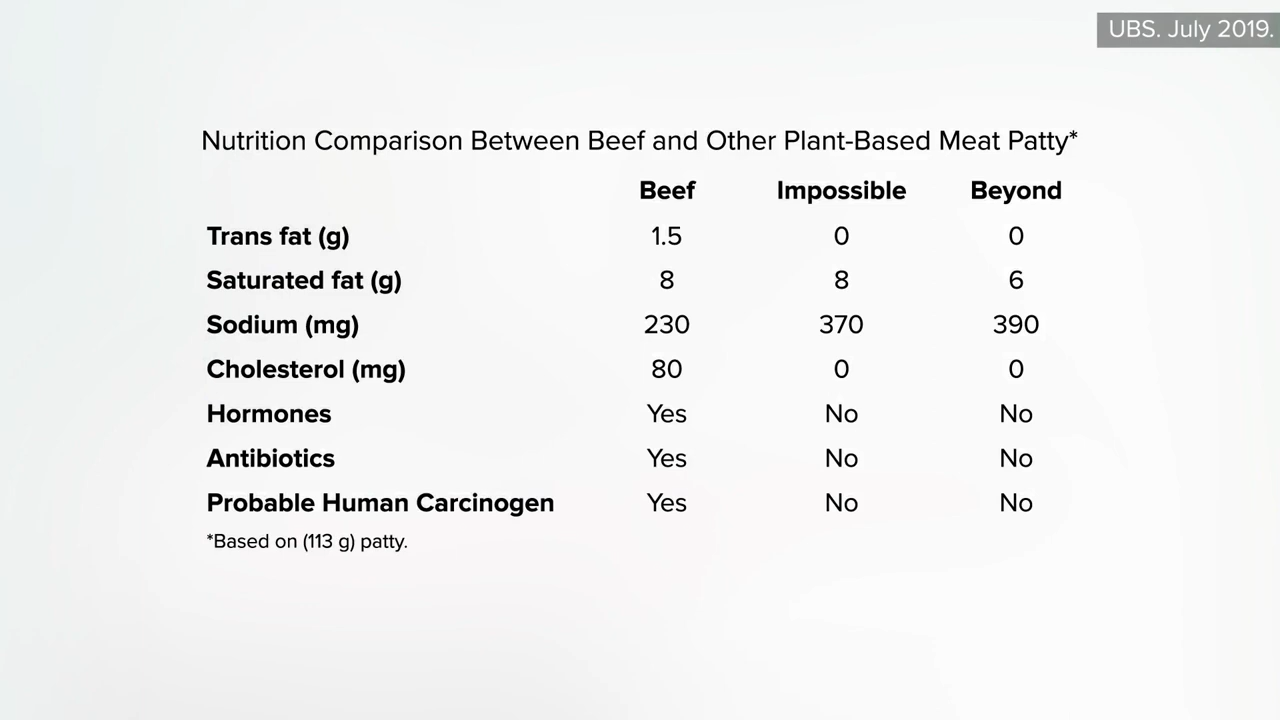 UBS. July 2019.
Nutrition Comparison Between Beef and Other Plant-Based Meat Patty*
Beef Impossible Beyond
Trans fat (g) 1.5 0 0
Saturated fat (g) 8 8 6
Sodium (mg) 230 370 390
Cholesterol (mg) 80 0 0
Hormones Yes No No
Antibiotics Yes No No
Probable Human Carcinogen Yes No No
*Based on (113 g) patty.